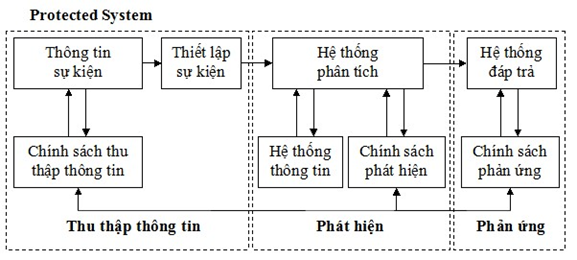 Protected System
Thông tin
sự kiện
Thiết lập
sự kiện
Hệ thống
phân tích
Hệ thống
đáp trả
Chính sách thu
thập thông tin
Hệ thống
thông tin
Chính sách
phát hiện
Chính sách
phản ứng
Thu thập thông tin
Phát hiện
Phản ứng